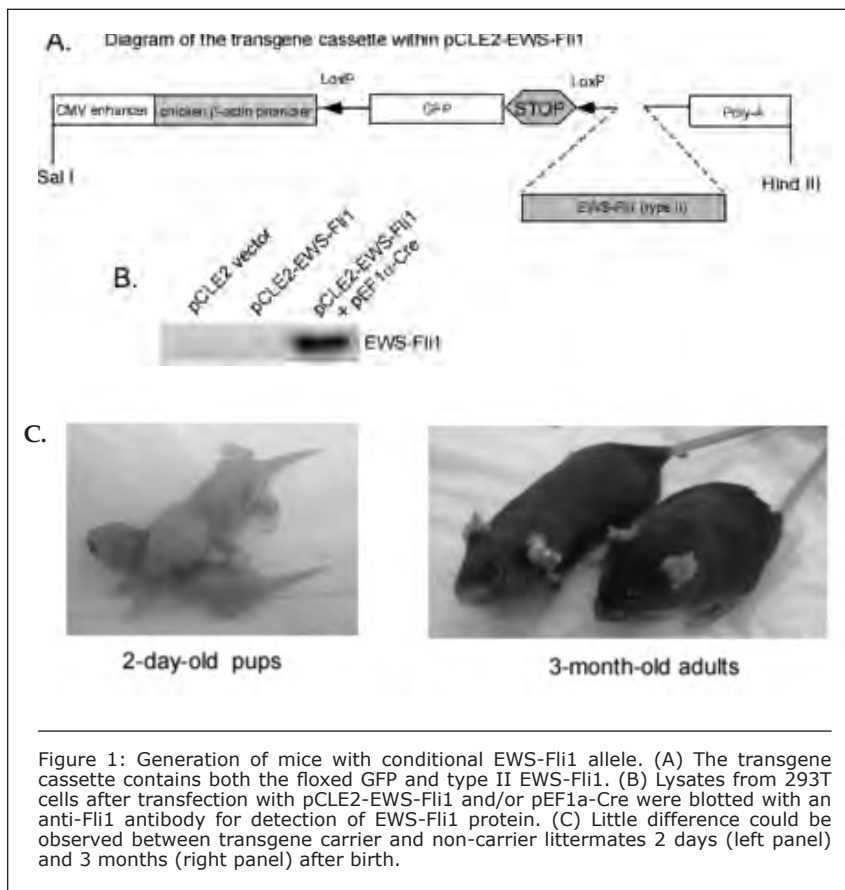 A. Diagram of the transgene cassette within pCLE2-EWS-Fli1
LoxP LoxP
CMV enhancer chicken β-actin promoter GFP STOP Poly-A
Sal I Hind III
EWS-Fli1 (type II)
B.
pCLE2 vector
pCLE2-EWS-Fli1
pCLE2-EWS-Fli1
+ pEF1α-Cre
EWS-Fli1
C.
2-day-old pups 3-month-old adults
Figure 1: Generation of mice with conditional EWS-Fli1 allele. (A) The transgene
cassette contains both the floxed GFP and type II EWS-Fli1. (B) Lysates from 293T
cells after transfection with pCLE2-EWS-Fli1 and/or pEF1a-Cre were blotted with an
anti-Fli1 antibody for detection of EWS-Fli1 protein. (C) Little difference could be
observed between transgene carrier and non-carrier littermates 2 days (left panel)
and 3 months (right panel) after birth.